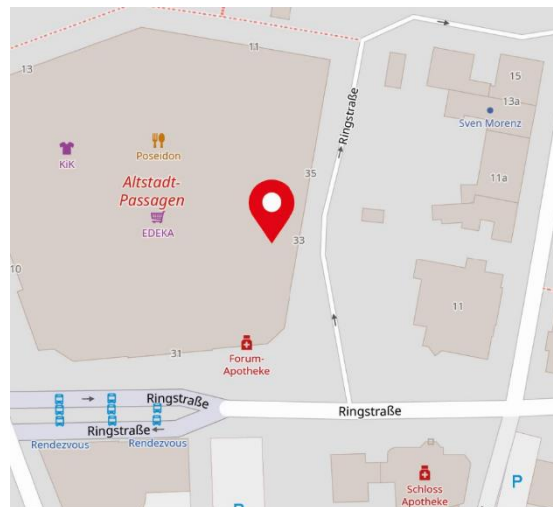 11
13
15
13a
Ringstraße
Sven Morenz
Poseidon
KiK
35
11a
Altstadt-
Passagen
EDEKA
33
10
11
31
Forum-
Apotheke
Ringstraße
Ringstraße
Ringstraße
Rendezvous
Rendezvous
P
Schloss
Apotheke
P